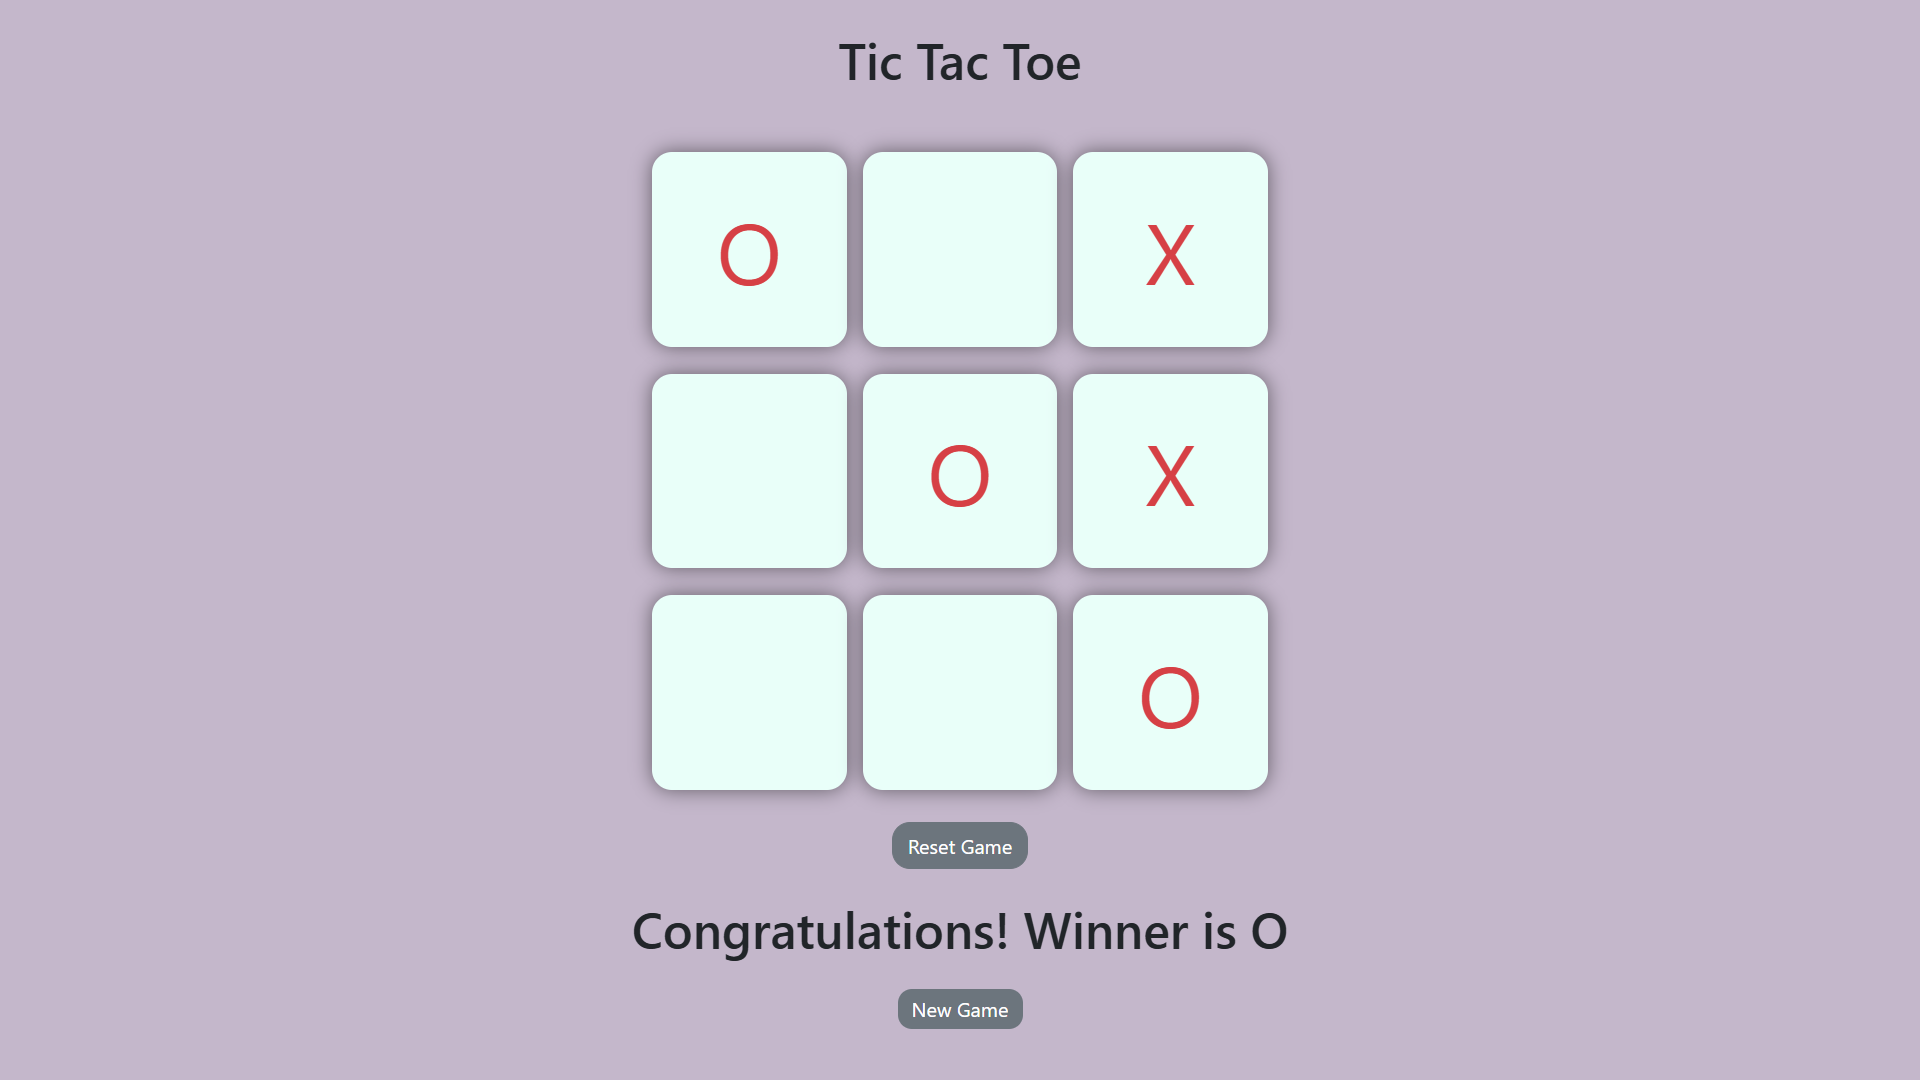 Tic Tac Toe
O X
O X
O
Reset Game
Congratulations! Winner is O
New Game